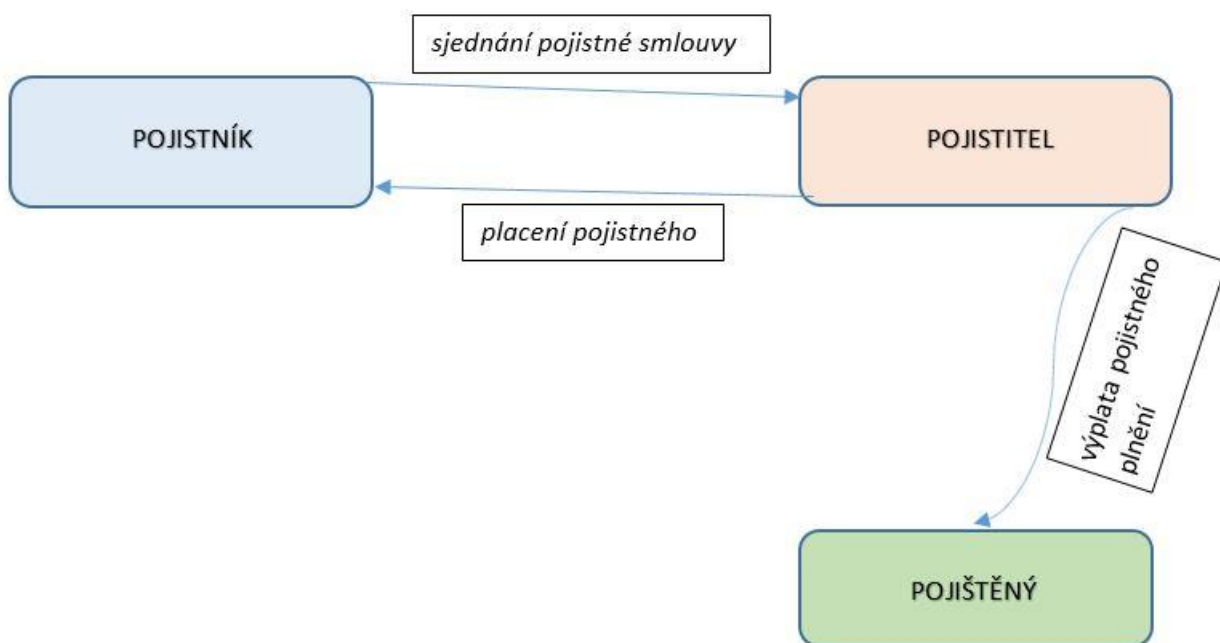 sjednání pojistné smlouvy
POJISTNÍK
POJISTITEL
placení pojistného
výplata pojistného
plnění
POJIŠTĚNÝ